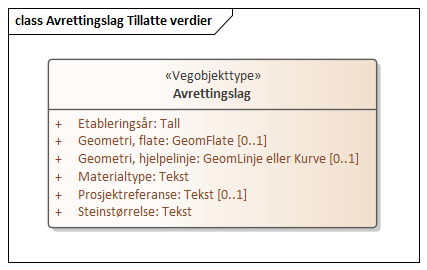 class Avrettingslag Tillatte verdier
«Vegobjekttype»
Avrettingslag
+ Etableringsår: Tall
+ Geometri, flate: GeomFlate [0..1]
+ Geometri, hjelpelinje: GeomLinje eller Kurve [0..1]
+ Materialtype: Tekst
+ Prosjektreferanse: Tekst [0..1]
+ Steinstørrelse: Tekst